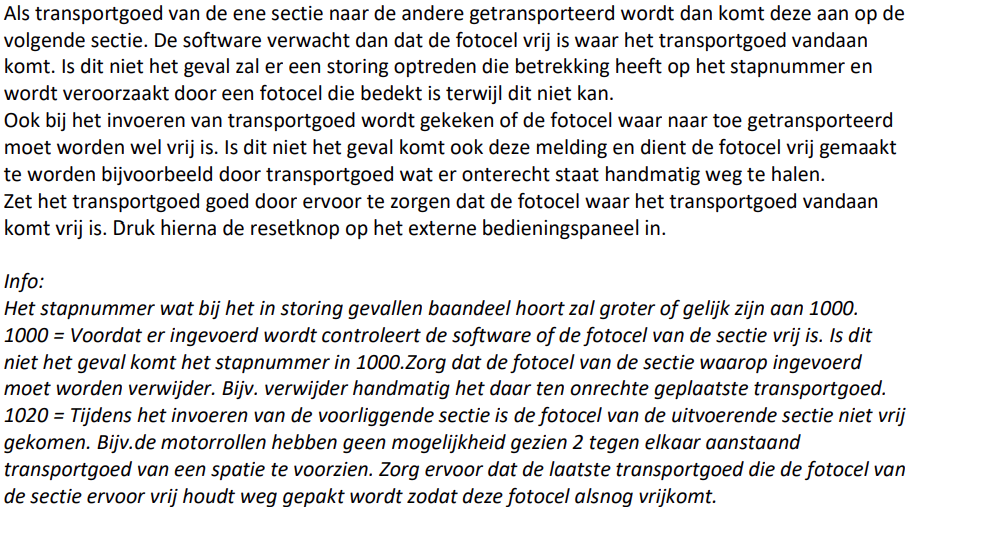 Als transportgoed van de ene sectie naar de andere getransporteerd wordt dan komt deze aan op de
volgende sectie. De software verwacht dan dat de fotocel vrij is waar het transportgoed vandaan
komt. Is dit niet het geval zal er een storing optreden die betrekking heeft op het stapnummer en
wordt veroorzaakt door een fotocel die bedekt is terwijl dit niet kan.
Ook bij het invoeren van transportgoed wordt gekeken of de fotocel waar naar toe getransporteerd
moet worden wel vrij is. Is dit niet het geval komt ook deze melding en dient de fotocel vrij gemaakt
te worden bijvoorbeeld door transportgoed wat er onterecht staat handmatig weg te halen.
Zet het transportgoed goed door ervoor te zorgen dat de fotocel waar het transportgoed vandaan
komt vrij is. Druk hierna de resetknop op het externe bedieningspaneel in.
Info:
Het stapnummer wat bij het in storing gevallen baandeel hoort zal groter of gelijk zijn aan 1000.
1000 = Voordat er ingevoerd wordt controleert de software of de fotocel van de sectie vrij is. Is dit
niet het geval komt het stapnummer in 1000.Zorg dat de fotocel van de sectie waarop ingevoerd
moet worden verwijder. Bijv. verwijder handmatig het daar ten onrechte geplaatste transportgoed.
1020 = Tijdens het invoeren van de voorliggende sectie is de fotocel van de uitvoerende sectie niet vrij
gekomen. Bijv.de motorrollen hebben geen mogelijkheid gezien 2 tegen elkaar aanstaand
transportgoed van een spatie te voorzien. Zorg ervoor dat de laatste transportgoed die de fotocel van
de sectie ervoor vrij houdt weg gepakt wordt zodat deze fotocel alsnog vrijkomt.